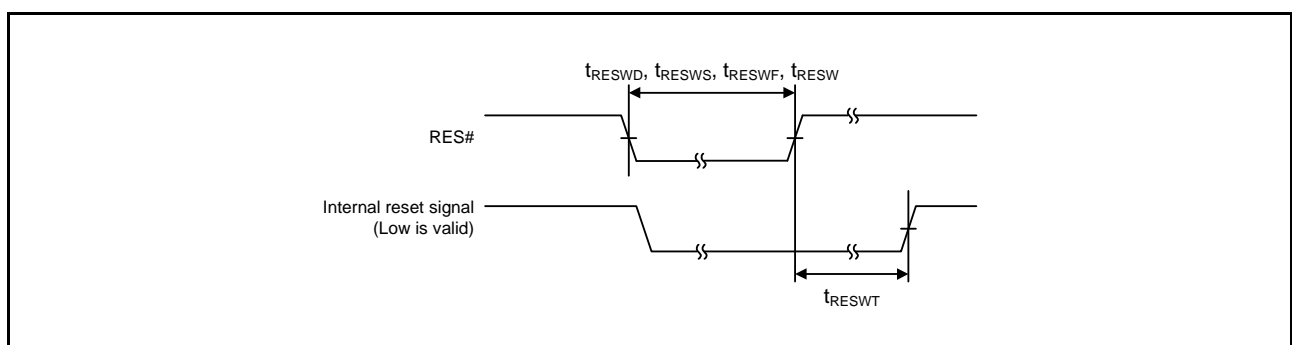 tRESWD, tRESWS, tRESWF, tRESW
RES#
Internal reset signal
(Low is valid)
tRESWT